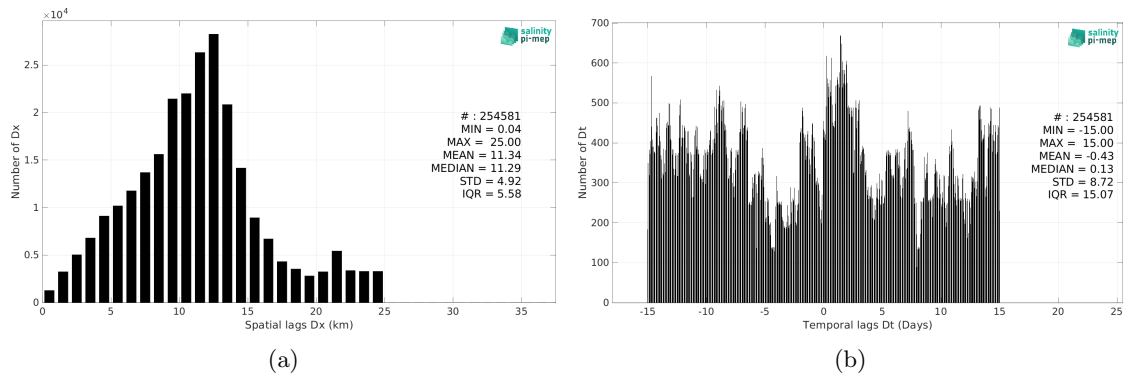 ×10⁴
2.5
2
1.5
1
0.5
0
0 5 10 15 20 25 30 35
Number of Dx
Spatial lags Dx (km)
salinity
pi-mep
# : 254581
MIN = 0.04
MAX = 25.00
MEAN = 11.34
MEDIAN = 11.29
STD = 4.92
IQR = 5.58
(a)
700
600
500
400
300
200
100
0
-15 -10 -5 0 5 10 15 20 25
Number of Dt
Temporal lags Dt (Days)
salinity
pi-mep
# : 254581
MIN = -15.00
MAX = 15.00
MEAN = -0.43
MEDIAN = 0.13
STD = 8.72
IQR = 15.07
(b)